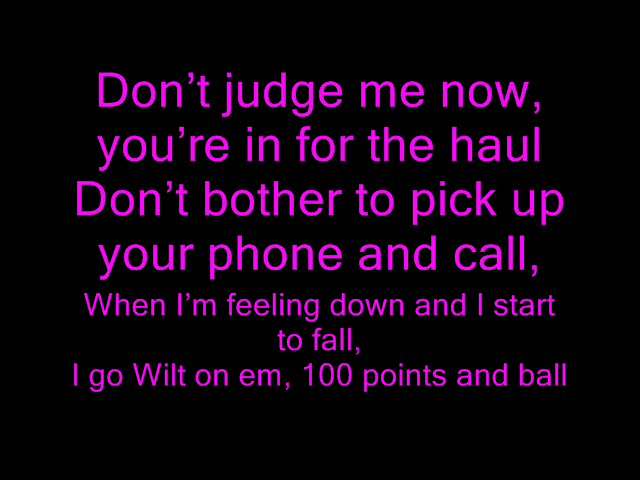 Don’t judge me now,
you’re in for the haul
Don’t bother to pick up
your phone and call,
When I’m feeling down and I start
to fall,
I go Wilt on em, 100 points and ball